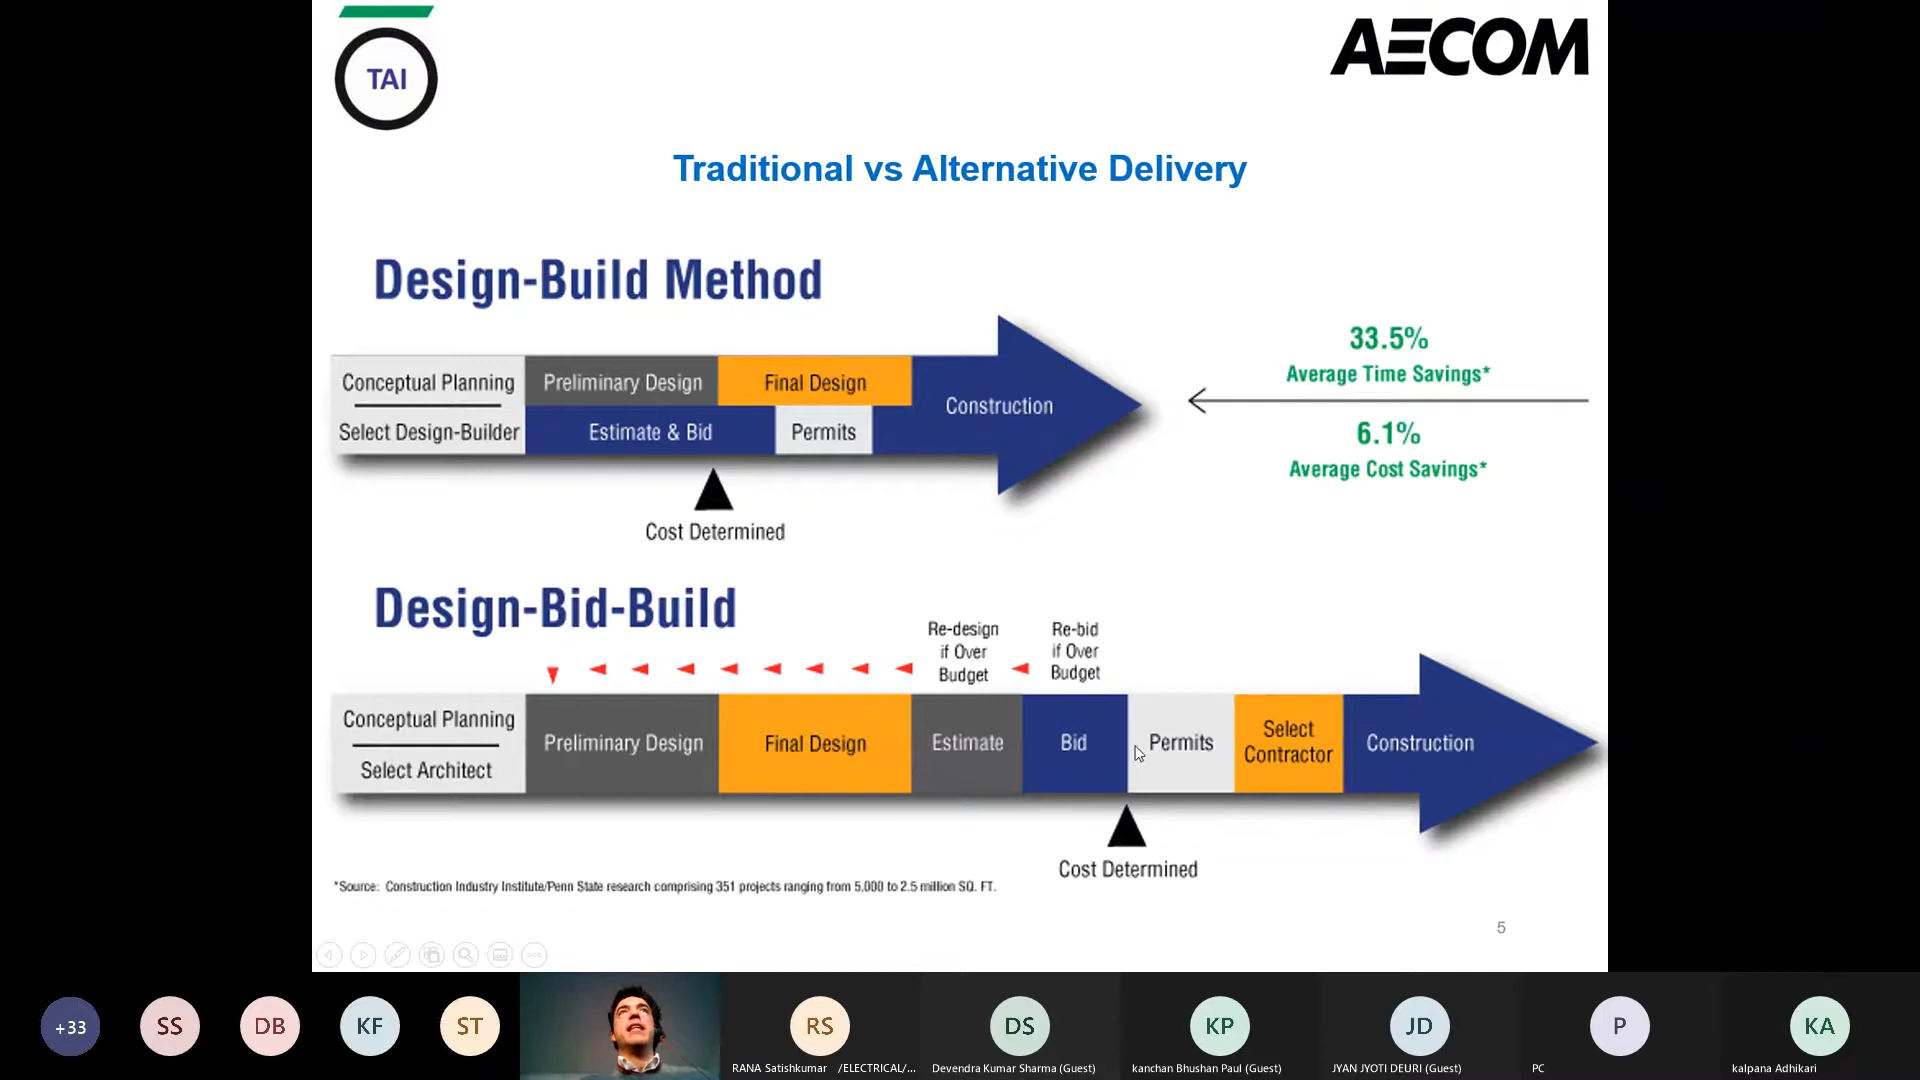 TAI
AECOM
Traditional vs Alternative Delivery
Design-Build Method
Conceptual Planning
Select Design-Builder
Preliminary Design
Final Design
Estimate & Bid
Permits
Construction
Cost Determined
33.5%
Average Time Savings*
6.1%
Average Cost Savings*
Design-Bid-Build
Re-design
if Over
Budget
Re-bid
if Over
Budget
Conceptual Planning
Select Architect
Preliminary Design
Final Design
Estimate
Bid
Permits
Select
Contractor
Construction
Cost Determined
*Source: Construction Industry Institute/Penn State research comprising 351 projects ranging from 5,000 to 2.5 million SQ. FT.
5
+33
SS
DB
KF
ST
RS
RANA Satishkumar /ELECTRICAL/...
DS
Devendra Kumar Sharma (Guest)
KP
kanchan Bhushan Paul (Guest)
JD
JYAN JYOTI DEURI (Guest)
P
PC
KA
kalpana Adhikari